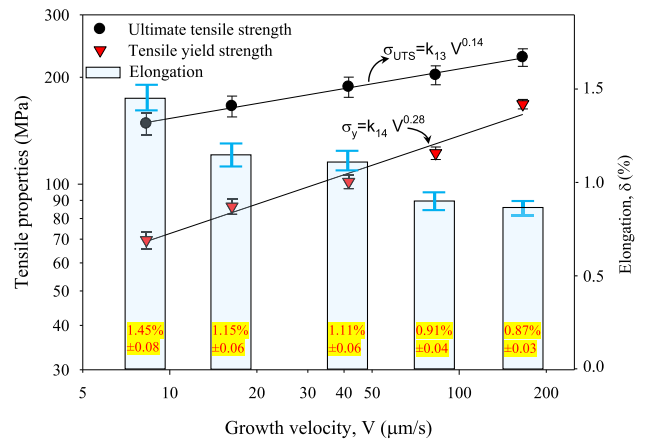 300
200
100
90
80
70
60
50
40
30
Tensile properties (MPa)
Ultimate tensile strength
Tensile yield strength
Elongation
σUTS=k13 V^0.14
σy=k14 V^0.28
1.5
1.0
0.5
0.0
Elongation, δ (%)
1.45%
±0.08
1.15%
±0.06
1.11%
±0.06
0.91%
±0.04
0.87%
±0.03
5 10 20 30 40 50 100 200
Growth velocity, V (μm/s)